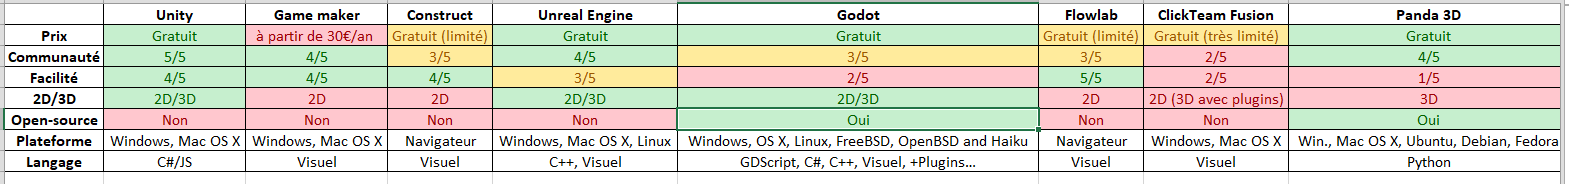 Unity Game maker Construct Unreal Engine Godot Flowlab ClickTeam Fusion Panda 3D
Prix Gratuit à partir de 30€/an Gratuit (limité) Gratuit Gratuit Gratuit (limité) Gratuit (très limité) Gratuit
Communauté 5/5 4/5 3/5 4/5 3/5 3/5 2/5 4/5
Facilité 4/5 4/5 4/5 3/5 2/5 5/5 2/5 1/5
2D/3D 2D/3D 2D 2D 2D/3D 2D/3D 2D 2D (3D avec plugins) 3D
Open-source Non Non Non Non Oui Non Non Oui
Plateforme Windows, Mac OS X Windows, Mac OS X Navigateur Windows, Mac OS X, Linux Windows, OS X, Linux, FreeBSD, OpenBSD and Haiku Navigateur Windows, Mac OS X Win., Mac OS X, Ubuntu, Debian, Fedora
Langage C#/JS Visuel Visuel C++, Visuel GDScript, C#, C++, Visuel, +Plugins... Visuel Visuel Python